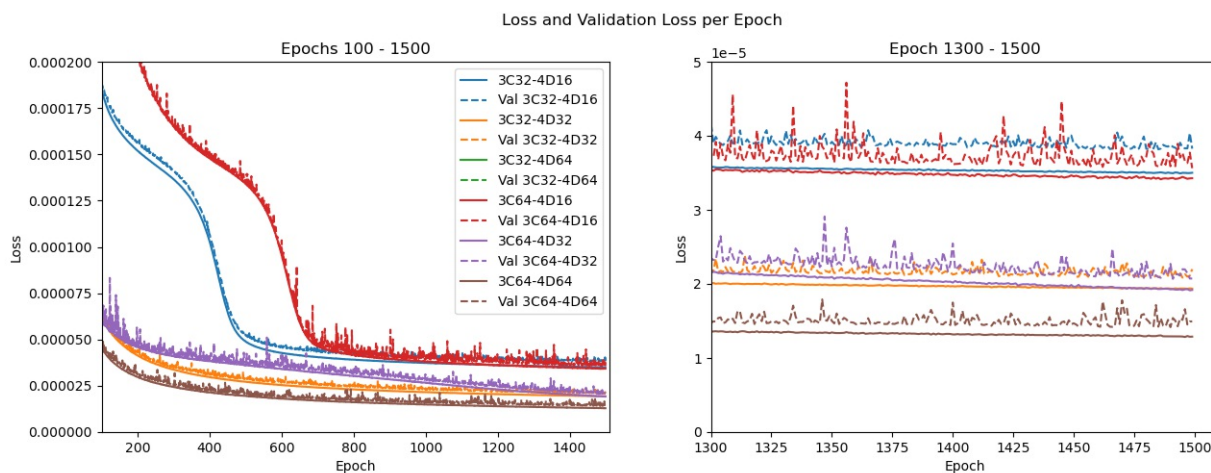 Loss and Validation Loss per Epoch
Epochs 100 - 1500
0.000200
0.000175
0.000150
0.000125
0.000100
0.000075
0.000050
0.000025
0.000000
Loss
200
400
600
800
1000
1200
1400
Epoch
3C32-4D16
Val 3C32-4D16
3C32-4D32
Val 3C32-4D32
3C32-4D64
Val 3C32-4D64
3C64-4D16
Val 3C64-4D16
3C64-4D32
Val 3C64-4D32
3C64-4D64
Val 3C64-4D64
Epoch 1300 - 1500
1e-5
5
4
3
2
1
0
Loss
1300
1325
1350
1375
1400
1425
1450
1475
1500
Epoch